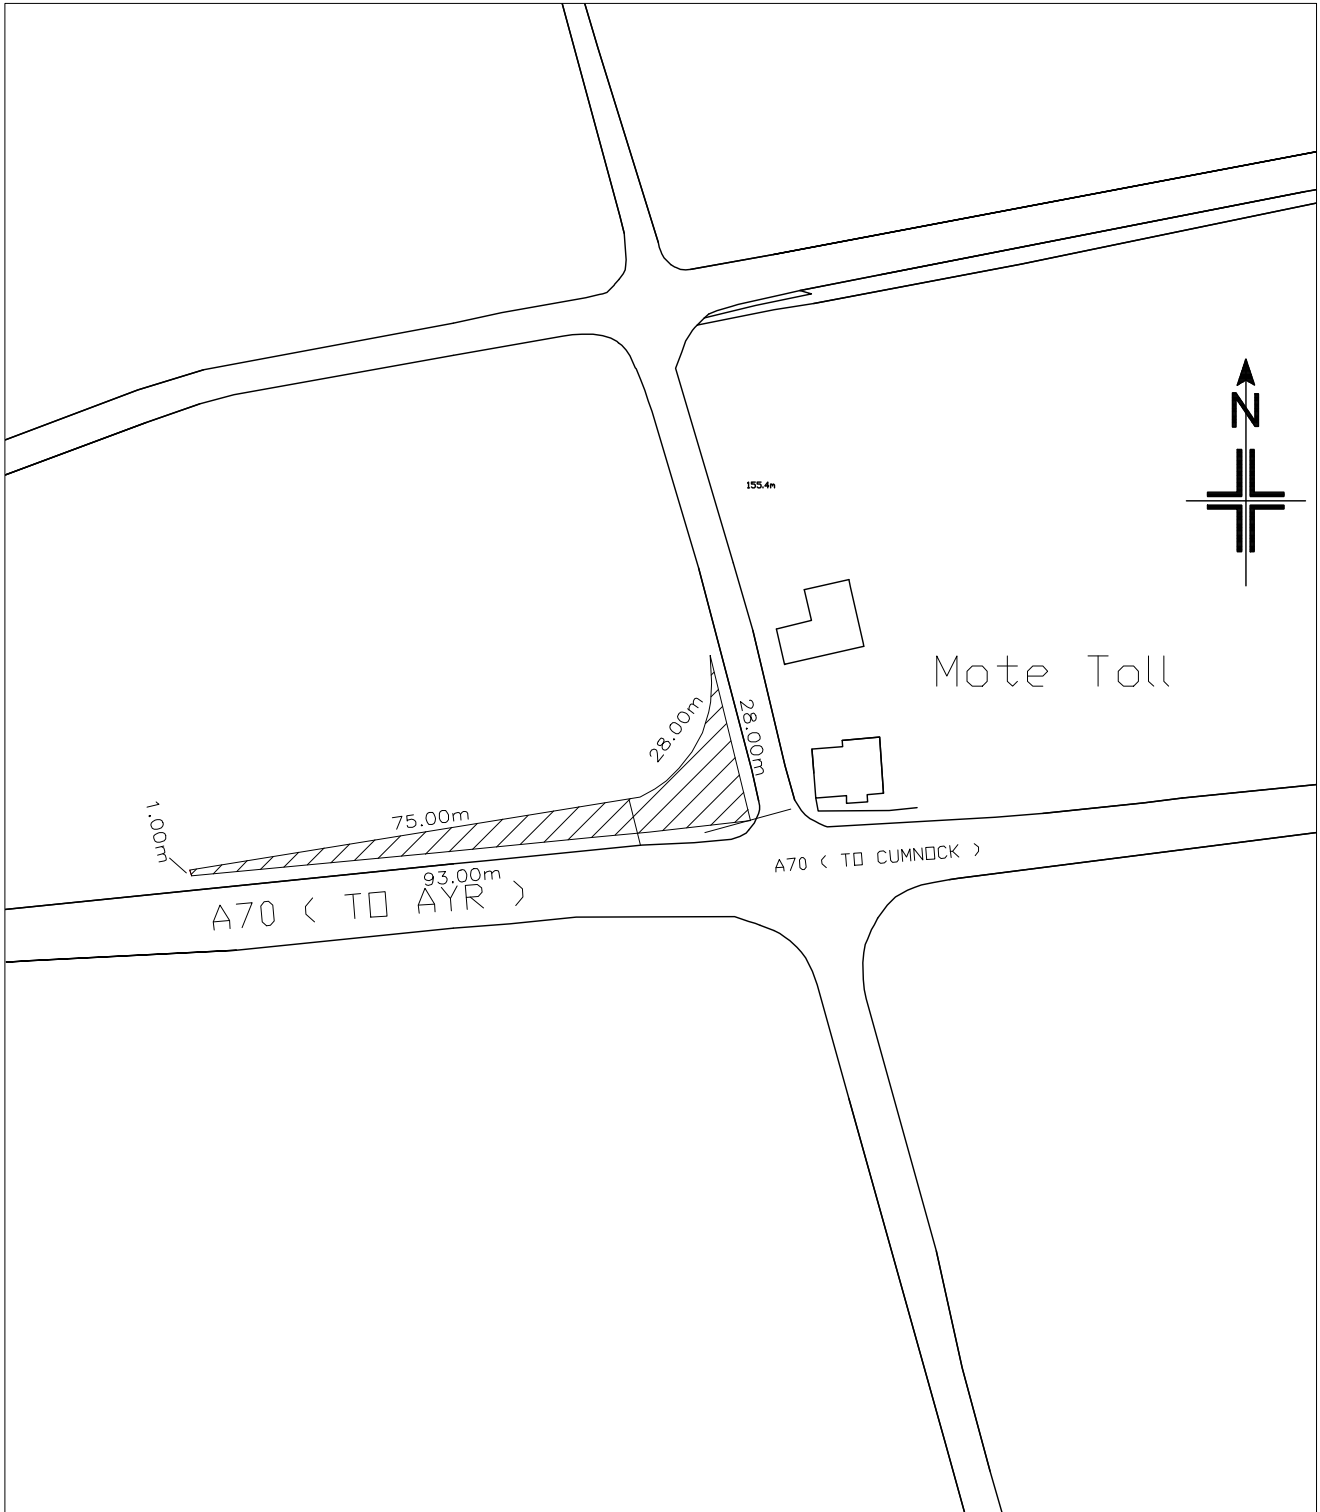 N
155.4m
Mote Toll
28.00m
28.00m
1.00m
75.00m
93.00m
A70 ( TO AYR )
A70 ( TO CUMNOCK )